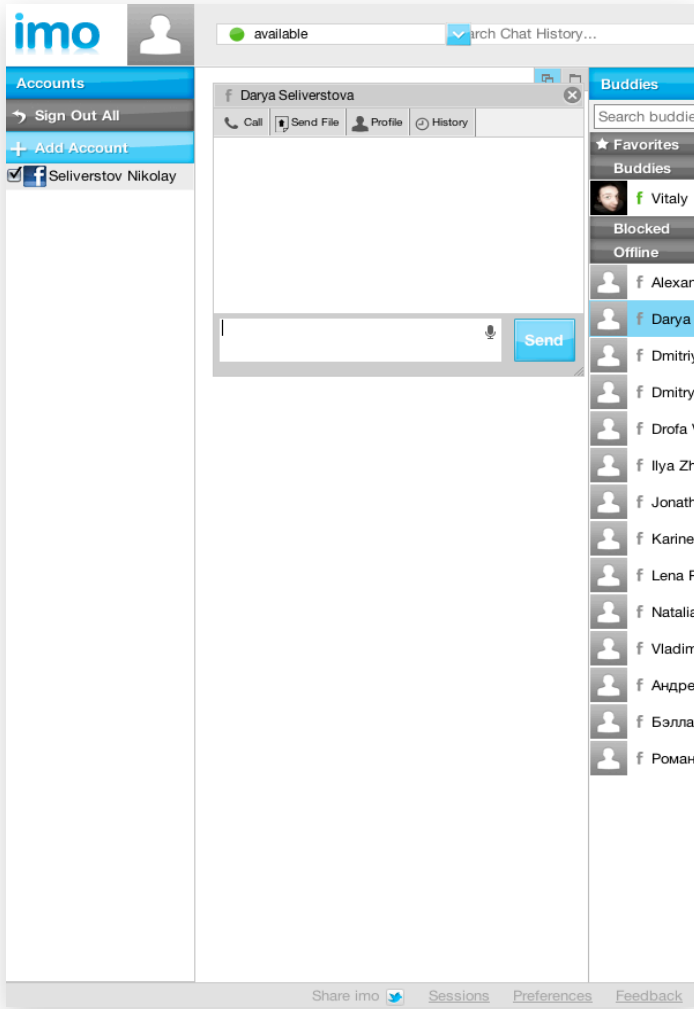 imo
available
arch Chat History...
Accounts
Sign Out All
Add Account
Seliverstov Nikolay
Darya Seliverstova
Call
Send File
Profile
History
Send
Buddies
Search buddie
Favorites
Buddies
Vitaly
Blocked
Offline
Alexan
Darya
Dmitriy
Dmitry
Drofa
Ilya Zh
Jonath
Karine
Lena
Natalia
Vladim
Андре
Бэлла
Роман
Share imo
Sessions
Preferences
Feedback